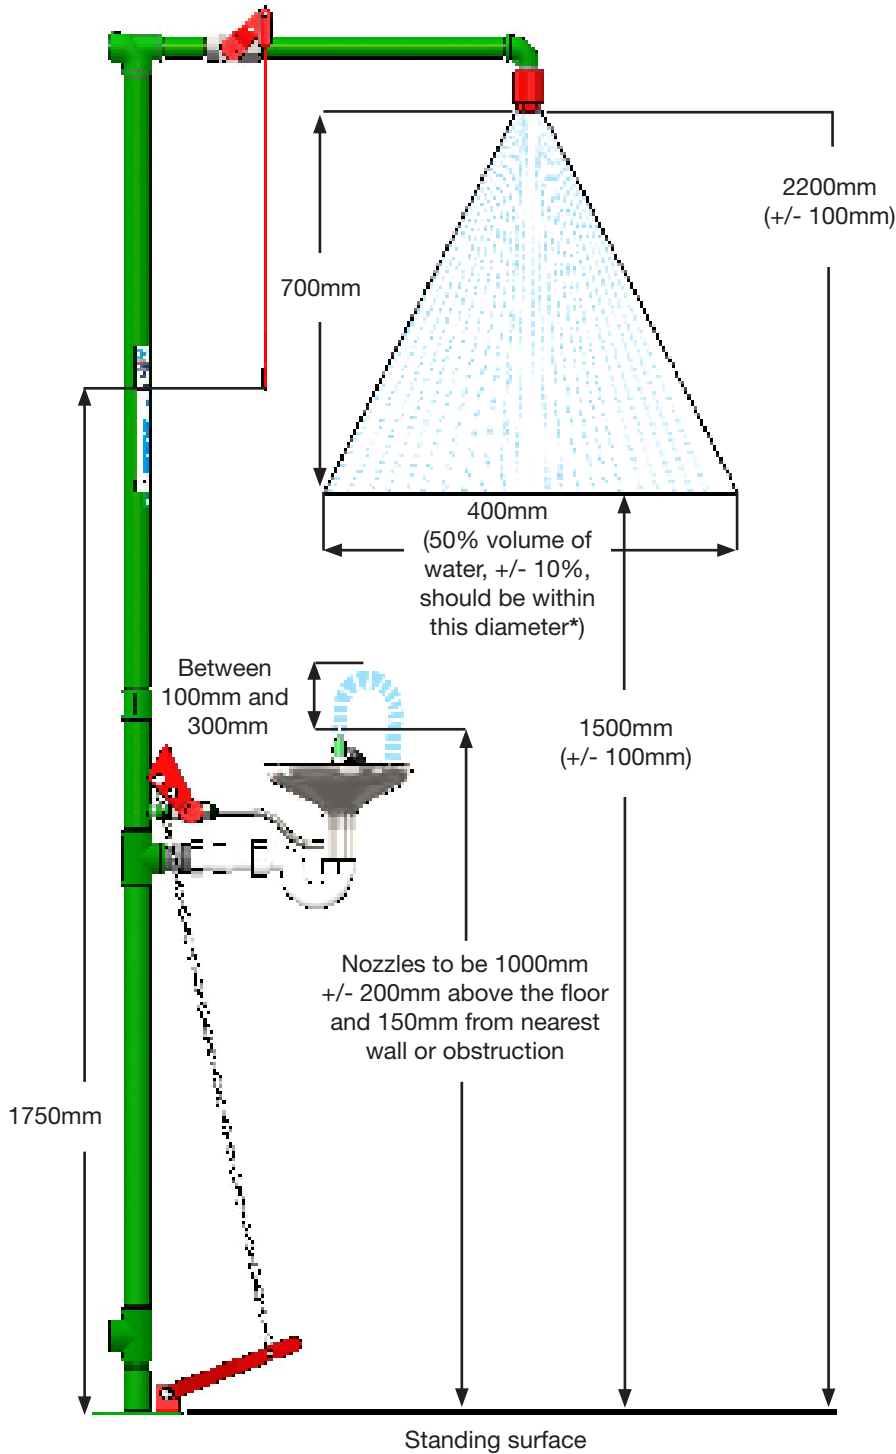 2200mm
(+/- 100mm)
700mm
400mm
(50% volume of
water, +/- 10%,
should be within
this diameter*)
Between
100mm and
300mm
1500mm
(+/- 100mm)
Nozzles to be 1000mm
+/- 200mm above the floor
and 150mm from nearest
wall or obstruction
1750mm
Standing surface